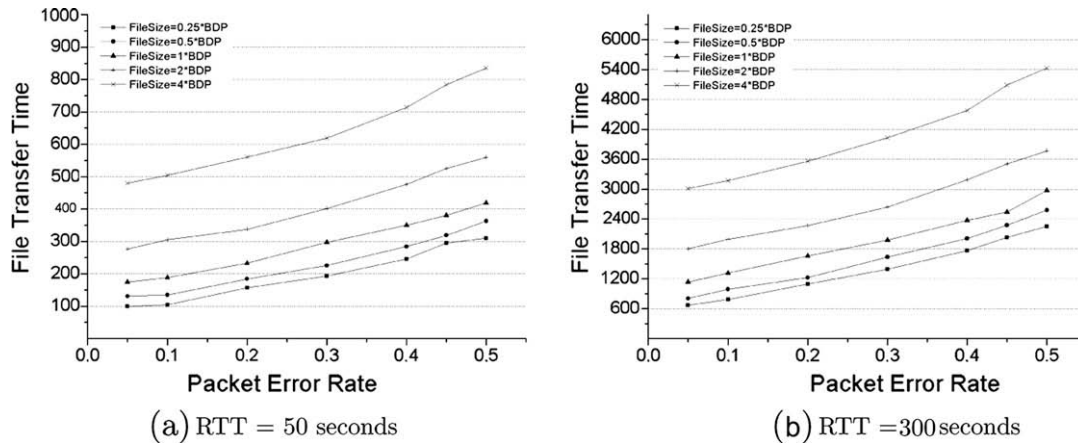 1000
900
800
700
600
500
400
300
200
100
FileSize=0.25*BDP
FileSize=0.5*BDP
FileSize=1*BDP
FileSize=2*BDP
FileSize=4*BDP
File Transfer Time
0.0 0.1 0.2 0.3 0.4 0.5
Packet Error Rate
(a) RTT = 50 seconds
6000
5400
4800
4200
3600
3000
2400
1800
1200
600
FileSize=0.25*BDP
FileSize=0.5*BDP
FileSize=1*BDP
FileSize=2*BDP
FileSize=4*BDP
File Transfer Time
0.0 0.1 0.2 0.3 0.4 0.5
Packet Error Rate
(b) RTT =300 seconds